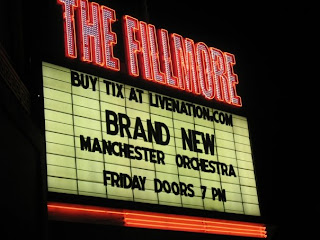 THE FILLMORE
BUY TIX AT LIVENATION.COM
BRAND NEW
MANCHESTER ORCHESTRA
FRIDAY DOORS 7 PM